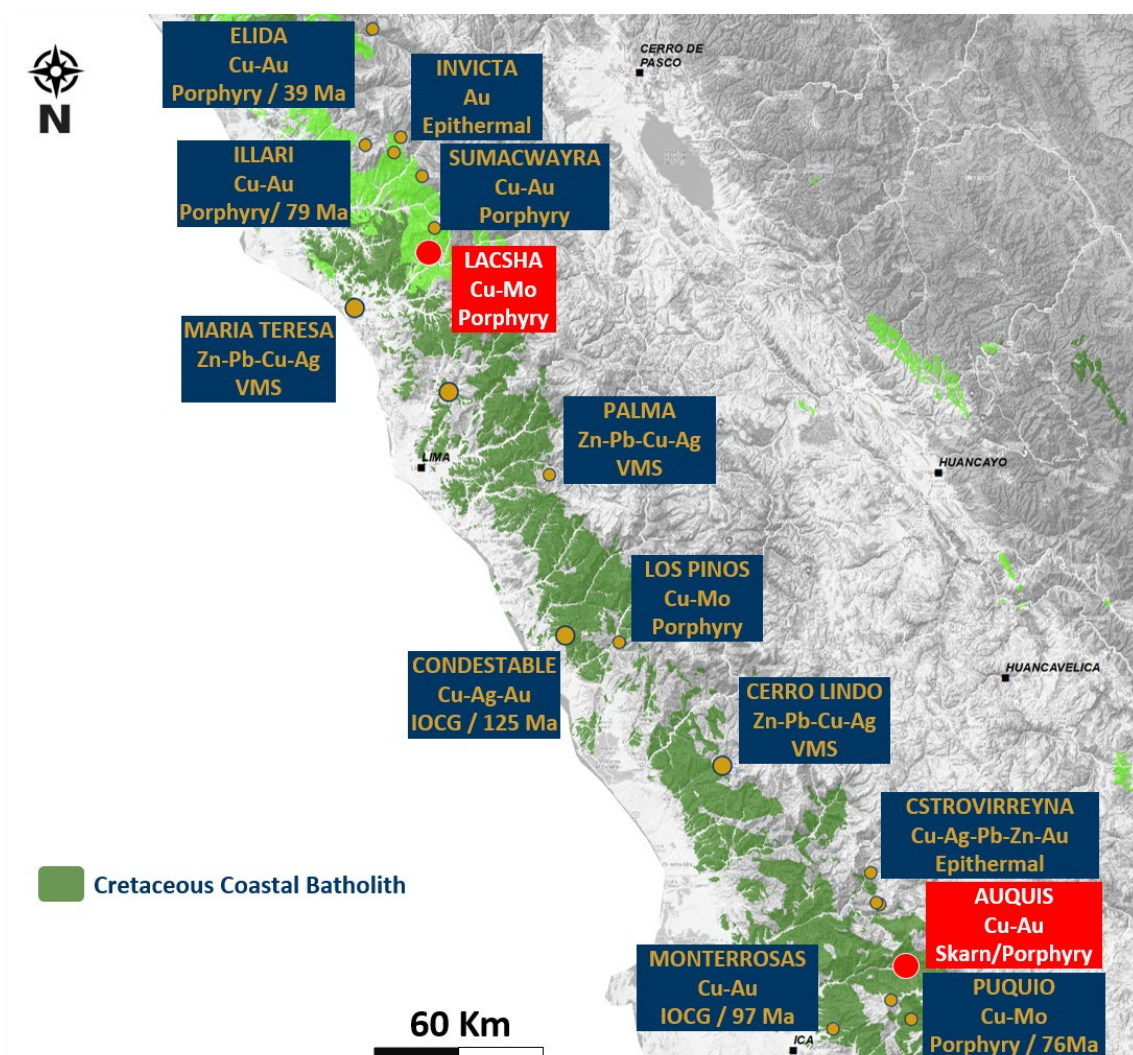 ELIDA
Cu-Au
Porphyry / 39 Ma
INVICTA
Au
Epithermal
CERRO DE
PASCO
N
ILLARI
Cu-Au
Porphyry/ 79 Ma
SUMACWAYRA
Cu-Au
Porphyry
LACSHA
Cu-Mo
Porphyry
MARIA TERESA
Zn-Pb-Cu-Ag
VMS
PALMA
Zn-Pb-Cu-Ag
VMS
LIMA
HUANCAYO
LOS PINOS
Cu-Mo
Porphyry
CONDESTABLE
Cu-Ag-Au
IOCG / 125 Ma
HUANCAVELICA
CERRO LINDO
Zn-Pb-Cu-Ag
VMS
CSTROVIRREYNA
Cu-Ag-Pb-Zn-Au
Epithermal
Cretaceous Coastal Batholith
AUQUIS
Cu-Au
Skarn/Porphyry
MONTERROSAS
Cu-Au
IOCG / 97 Ma
PUQUIO
Cu-Mo
Porphyry / 76Ma
60 Km
ICA